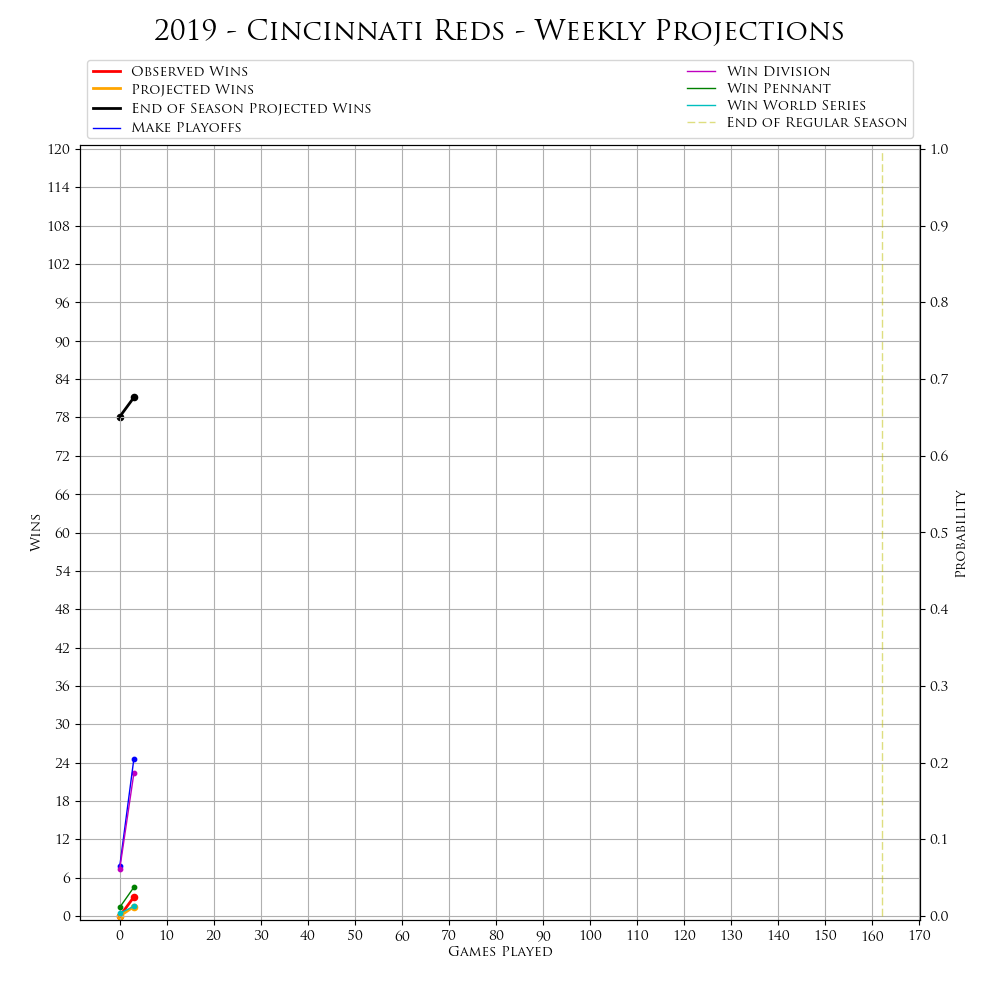 2019 - Cincinnati Reds - Weekly Projections
Observed Wins
Projected Wins
End of Season Projected Wins
Make Playoffs
Win Division
Win Pennant
Win World Series
End of Regular Season
120
114
108
102
96
90
84
78
72
66
60
54
48
42
36
30
24
18
12
6
0
Wins
1.0
0.9
0.8
0.7
0.6
0.5
0.4
0.3
0.2
0.1
0.0
Probability
0 10 20 30 40 50 60 70 80 90 100 110 120 130 140 150 160 170
Games Played